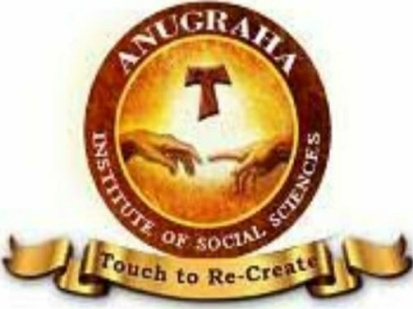 ANUGRAHA
INSTITUTE OF SOCIAL SCIENCES
Touch to Re-Create